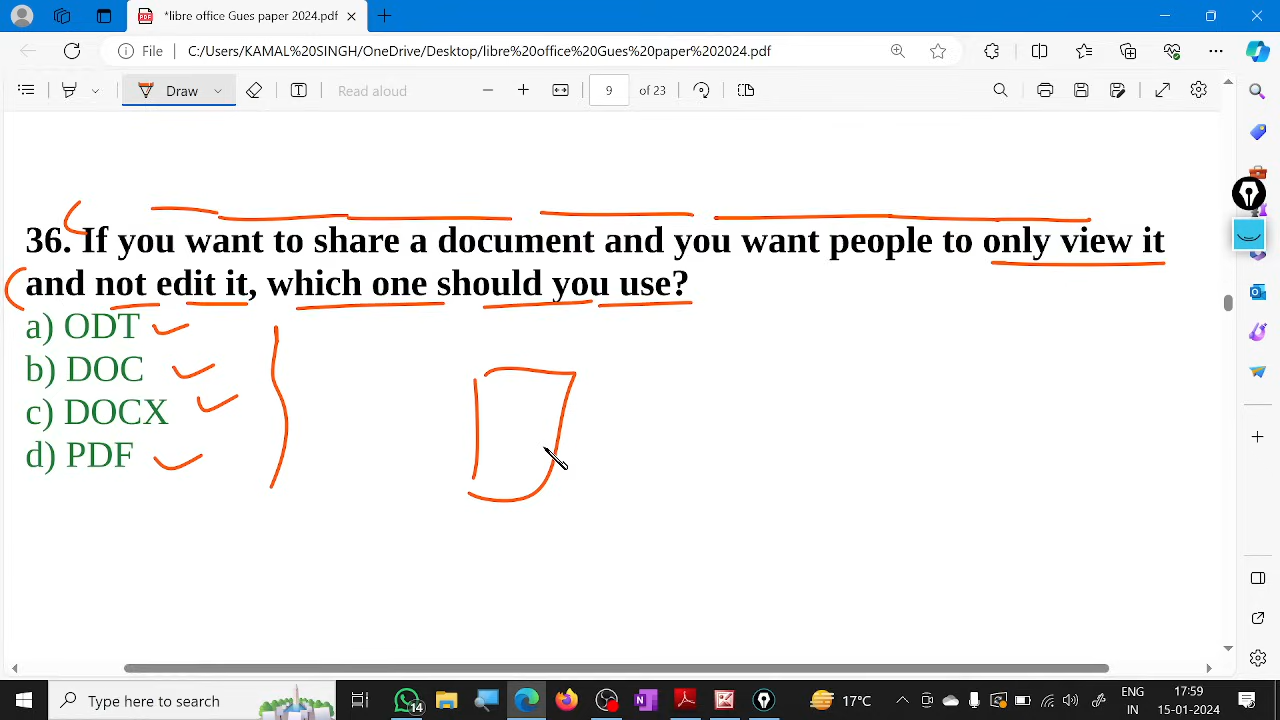 *libre office Gues paper 2024.pdf
File C:/Users/KAMAL%20SINGH/OneDrive/Desktop/libre%20office%20Gues%20paper%202024.pdf
Draw Read aloud 9 of 23
36. If you want to share a document and you want people to only view it
and not edit it, which one should you use?
a) ODT
b) DOC
c) DOCX
d) PDF
Type here to search 14 17°C ENG 17:59
IN 15-01-2024